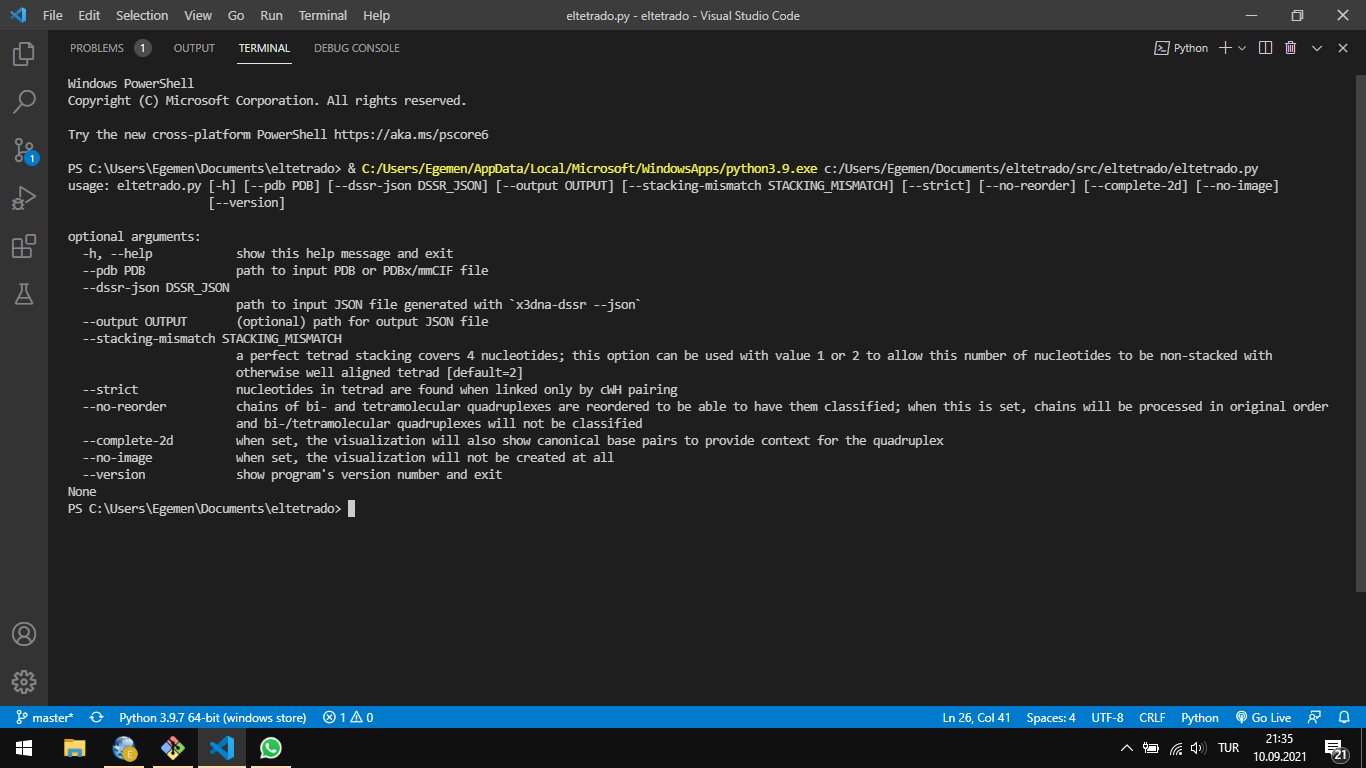 File Edit Selection View Go Run Terminal Help eltetrado.py - eltetrado - Visual Studio Code
PROBLEMS 1 OUTPUT TERMINAL DEBUG CONSOLE Python
Windows PowerShell
Copyright (C) Microsoft Corporation. All rights reserved.
Try the new cross-platform PowerShell https://aka.ms/pscore6
PS C:\Users\Egemen\Documents\eltetrado> & C:/Users/Egemen/AppData/Local/Microsoft/WindowsApps/python3.9.exe c:/Users/Egemen/Documents/eltetrado/src/eltetrado/eltetrado.py
usage: eltetrado.py [-h] [--pdb PDB] [--dssr-json DSSR_JSON] [--output OUTPUT] [--stacking-mismatch STACKING_MISMATCH] [--strict] [--no-reorder] [--complete-2d] [--no-image]
[--version]
optional arguments:
-h, --help show this help message and exit
--pdb PDB path to input PDB or PDBx/mmCIF file
--dssr-json DSSR_JSON
path to input JSON file generated with `x3dna-dssr --json`
--output OUTPUT (optional) path for output JSON file
--stacking-mismatch STACKING_MISMATCH
a perfect tetrad stacking covers 4 nucleotides; this option can be used with value 1 or 2 to allow this number of nucleotides to be non-stacked with
otherwise well aligned tetrad [default=2]
--strict nucleotides in tetrad are found when linked only by cWH pairing
--no-reorder chains of bi- and tetramolecular quadruplexes are reordered to be able to have them classified; when this is set, chains will be processed in original order
and bi-/tetramolecular quadruplexes will not be classified
--complete-2d when set, the visualization will also show canonical base pairs to provide context for the quadruplex
--no-image when set, the visualization will not be created at all
--version show program's version number and exit
None
PS C:\Users\Egemen\Documents\eltetrado>
1
master* Python 3.9.7 64-bit (windows store) 1 0 Ln 26, Col 41 Spaces: 4 UTF-8 CRLF Python Go Live
E TUR 21:35
10.09.2021 21